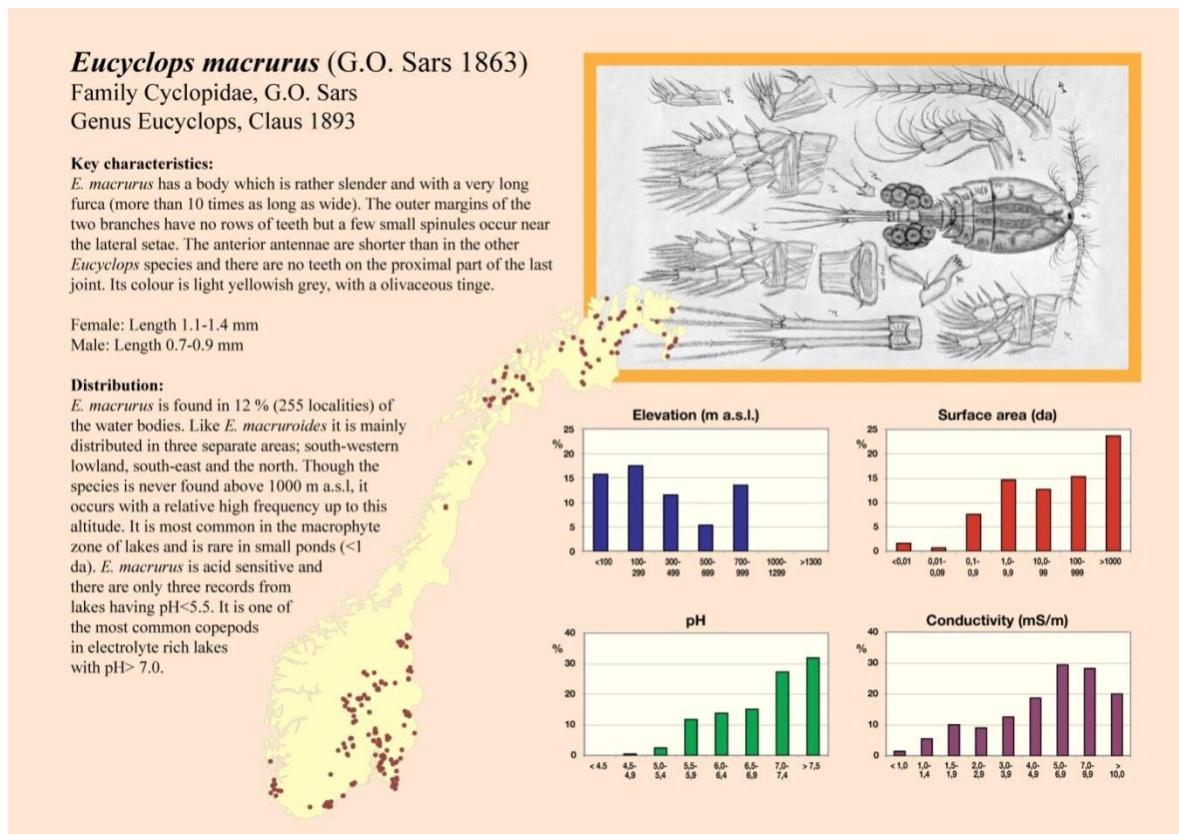 Eucyclops macrurus (G.O. Sars 1863)
Family Cyclopidae, G.O. Sars
Genus Eucyclops, Claus 1893
Key characteristics:
E. macrurus has a body which is rather slender and with a very long
furca (more than 10 times as long as wide). The outer margins of the
two branches have no rows of teeth but a few small spinules occur near
the lateral setae. The anterior antennae are shorter than in the other
Eucyclops species and there are no teeth on the proximal part of the last
joint. Its colour is light yellowish grey, with a olivaceous tinge.
Female: Length 1.1-1.4 mm
Male: Length 0.7-0.9 mm
Distribution:
E. macrurus is found in 12 % (255 localities) of
the water bodies. Like E. macruroides it is mainly
distributed in three separate areas; south-western
lowland, south-east and the north. Though the
species is never found above 1000 m a.s.l, it
occurs with a relative high frequency up to this
altitude. It is most common in the macrophyte
zone of lakes and is rare in small ponds (<1
da). E. macrurus is acid sensitive and
there are only three records from
lakes having pH<5.5. It is one of
the most common copepods
in electrolyte rich lakes
with pH> 7.0.
Elevation (m a.s.l.)
%
25
20
15
10
5
0
<100 100-299 300-499 500-699 700-999 1000-1299 >1300
Surface area (da)
%
25
20
15
10
5
0
<0,01 0,01-0,09 0,1-0,9 1,0-9,9 10,0-99 100-999 >1000
pH
%
40
30
20
10
0
< 4.5 4,5-4,9 5,0-5,4 5,5-5,9 6,0-6,4 6,5-6,9 7,0-7,4 > 7,5
Conductivity (mS/m)
%
40
30
20
10
0
< 1,0 1,0-1,4 1,5-1,9 2,0-2,9 3,0-3,9 4,0-4,9 5,0-6,9 7,0-9,9 > 10,0